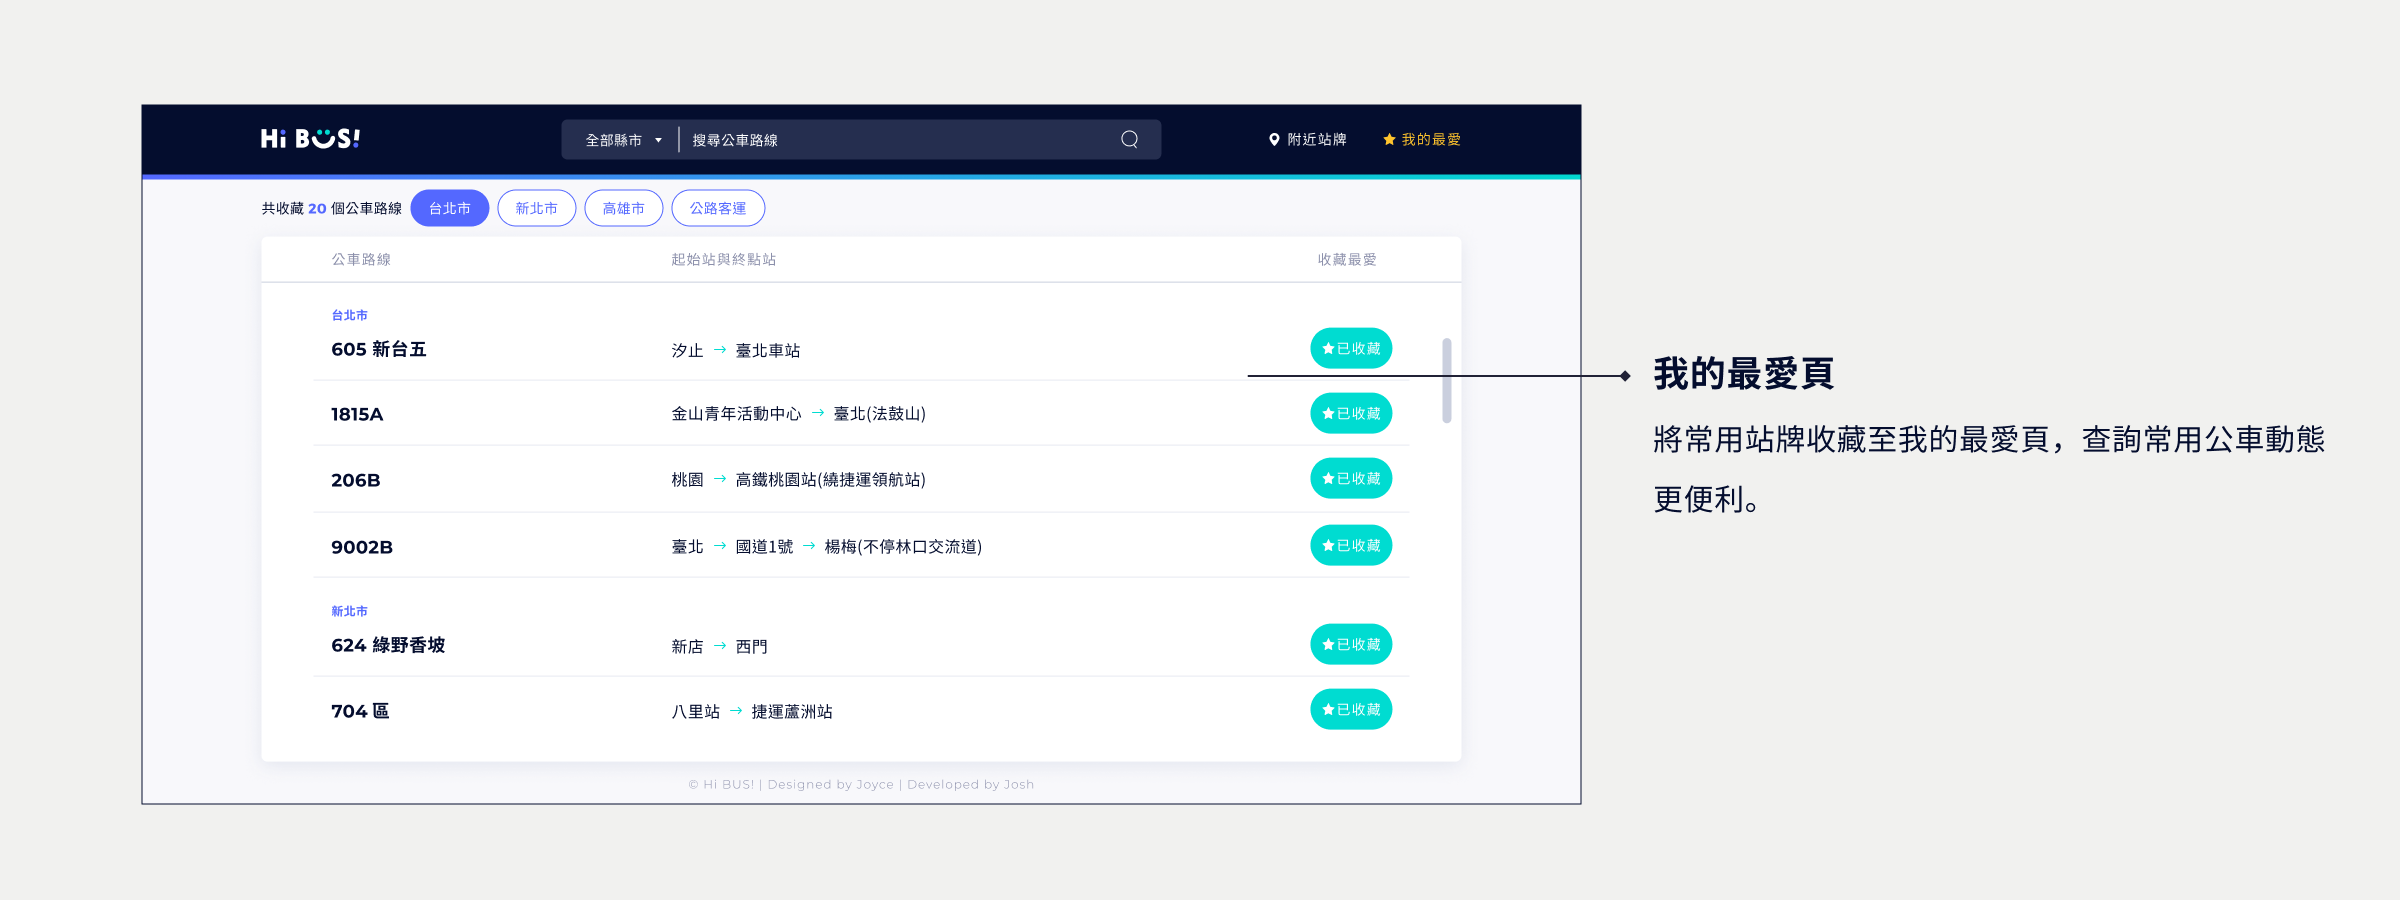 Hi BUS!
全部縣市
搜尋公車路線
附近站牌
我的最愛
共收藏 20 個公車路線
台北市
新北市
高雄市
公路客運
公車路線
起始站與終點站
收藏最愛
台北市
605 新台五
汐止 → 臺北車站
已收藏
1815A
金山青年活動中心 → 臺北(法鼓山)
已收藏
206B
桃園 → 高鐵桃園站(繞捷運領航站)
已收藏
9002B
臺北 → 國道1號 → 楊梅(不停林口交流道)
已收藏
新北市
624 綠野香坡
新店 → 西門
已收藏
704 區
八里站 → 捷運蘆洲站
已收藏
© Hi BUS! | Designed by Joyce | Developed by Josh
我的最愛頁
將常用站牌收藏至我的最愛頁，查詢常用公車動態
更便利。